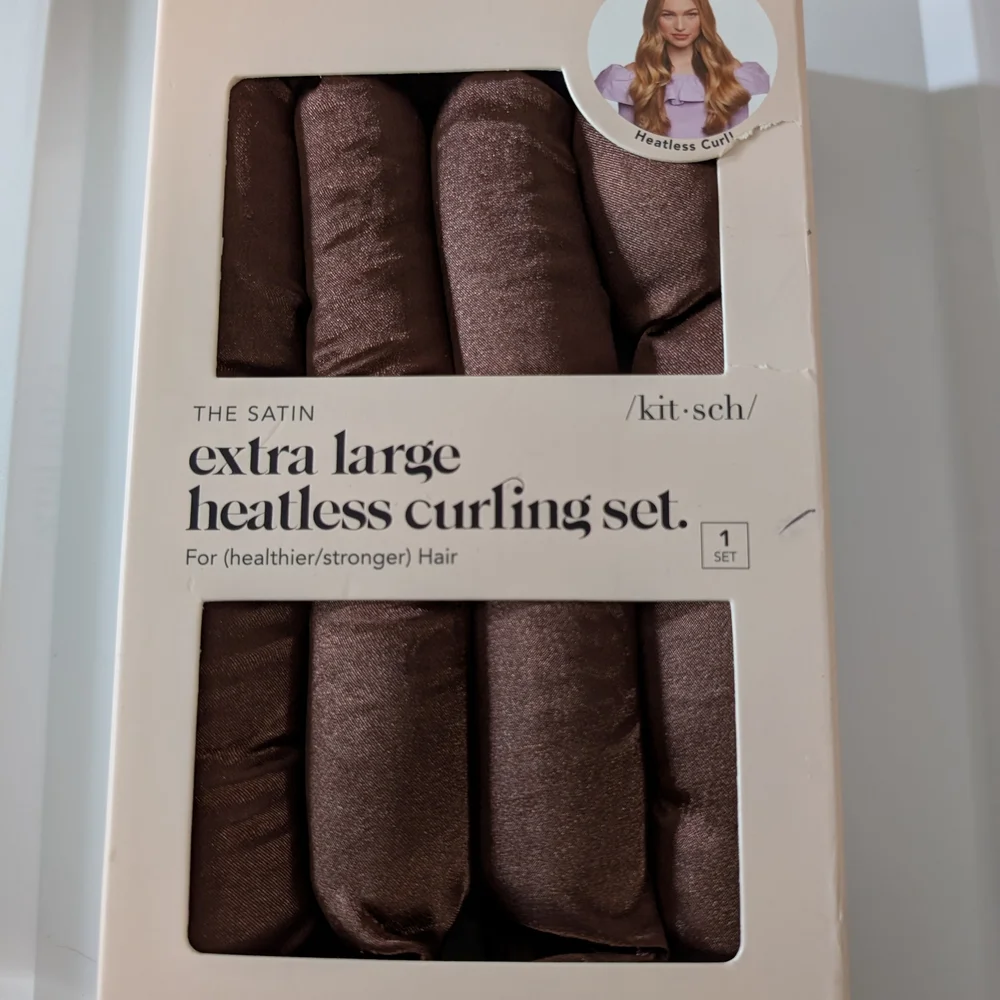 Heatless Curl!
THE SATIN
/kit·sch/
extra large
heatless curling set.
For (healthier/stronger) Hair
1
SET